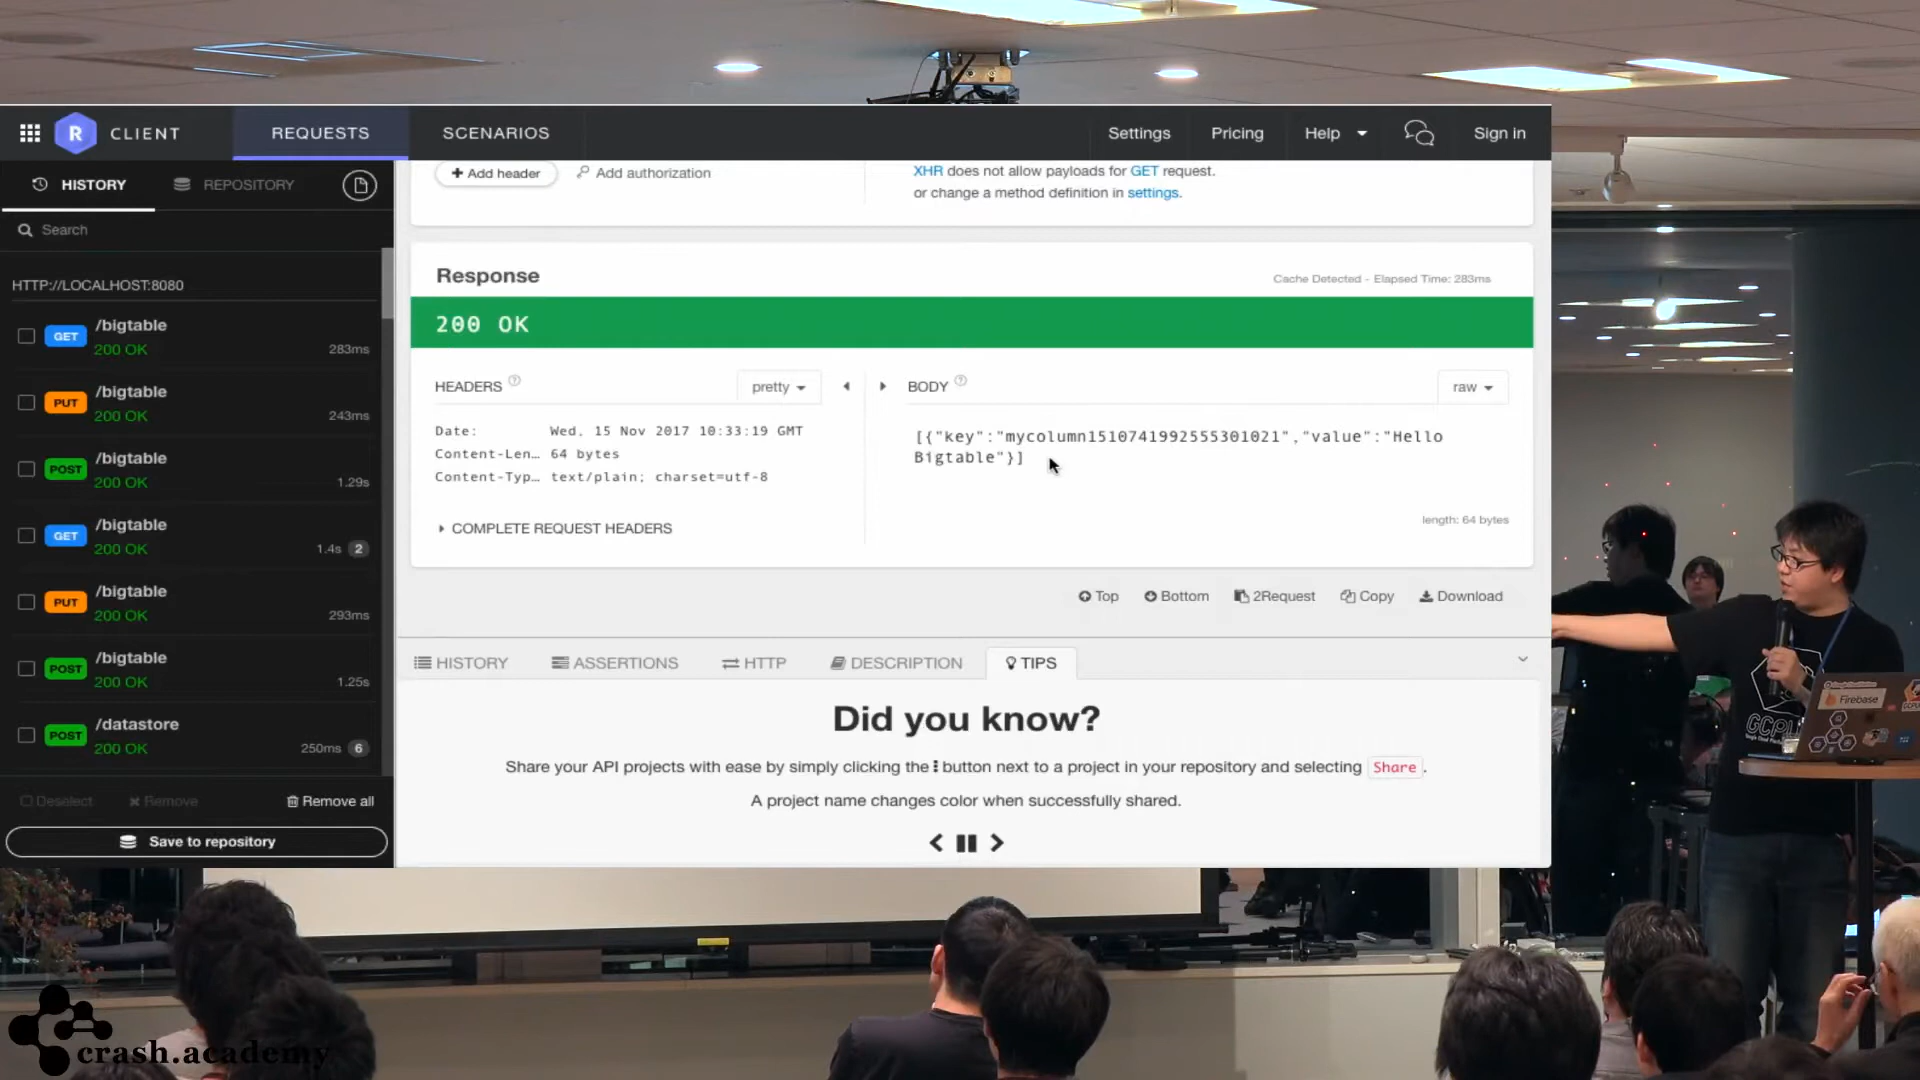 R CLIENT REQUESTS SCENARIOS Settings Pricing Help Sign in
HISTORY REPOSITORY
Search
HTTP://LOCALHOST:8080
GET /bigtable
200 OK 283ms
PUT /bigtable
200 OK 243ms
POST /bigtable
200 OK 1.29s
GET /bigtable
200 OK 1.4s 2
PUT /bigtable
200 OK 293ms
POST /bigtable
200 OK 1.25s
POST /datastore
200 OK 250ms 6
Deselect Remove Remove all
Save to repository
Add header Add authorization
XHR does not allow payloads for GET request.
or change a method definition in settings.
Response
Cache Detected - Elapsed Time: 283ms
200 OK
HEADERS pretty
Date: Wed, 15 Nov 2017 10:33:19 GMT
Content-Len... 64 bytes
Content-Typ... text/plain; charset=utf-8
COMPLETE REQUEST HEADERS
BODY raw
[{"key":"mycolumn1510741992555301021","value":"Hello
Bigtable"}]
length: 64 bytes
Top Bottom 2Request Copy Download
HISTORY ASSERTIONS HTTP DESCRIPTION TIPS
Did you know?
Share your API projects with ease by simply clicking the button next to a project in your repository and selecting Share.
A project name changes color when successfully shared.
Firebase
crash.academy